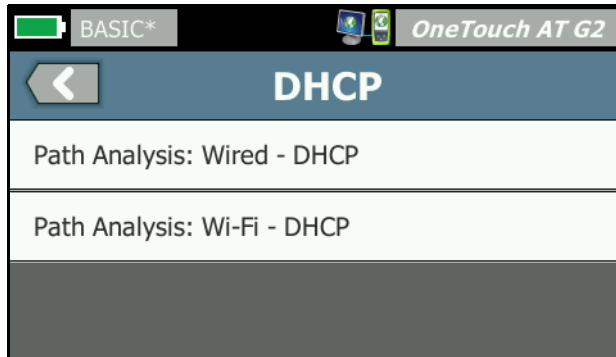 BASIC* OneTouch AT G2
DHCP
Path Analysis: Wired - DHCP
Path Analysis: Wi-Fi - DHCP